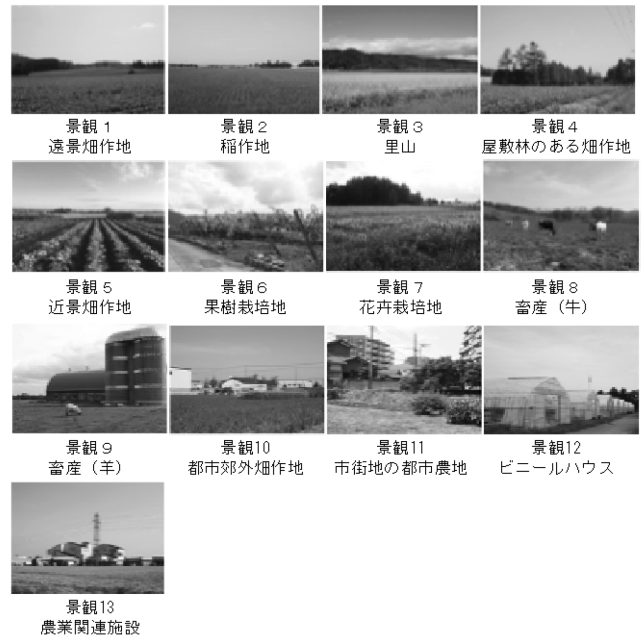 景観１
遠景畑作地
景観２
稲作地
景観３
里山
景観４
屋敷林のある畑作地
景観５
近景畑作地
景観６
果樹栽培地
景観７
花卉栽培地
景観８
畜産（牛）
景観９
畜産（羊）
景観10
都市郊外畑作地
景観11
市街地の都市農地
景観12
ビニールハウス
景観13
農業関連施設